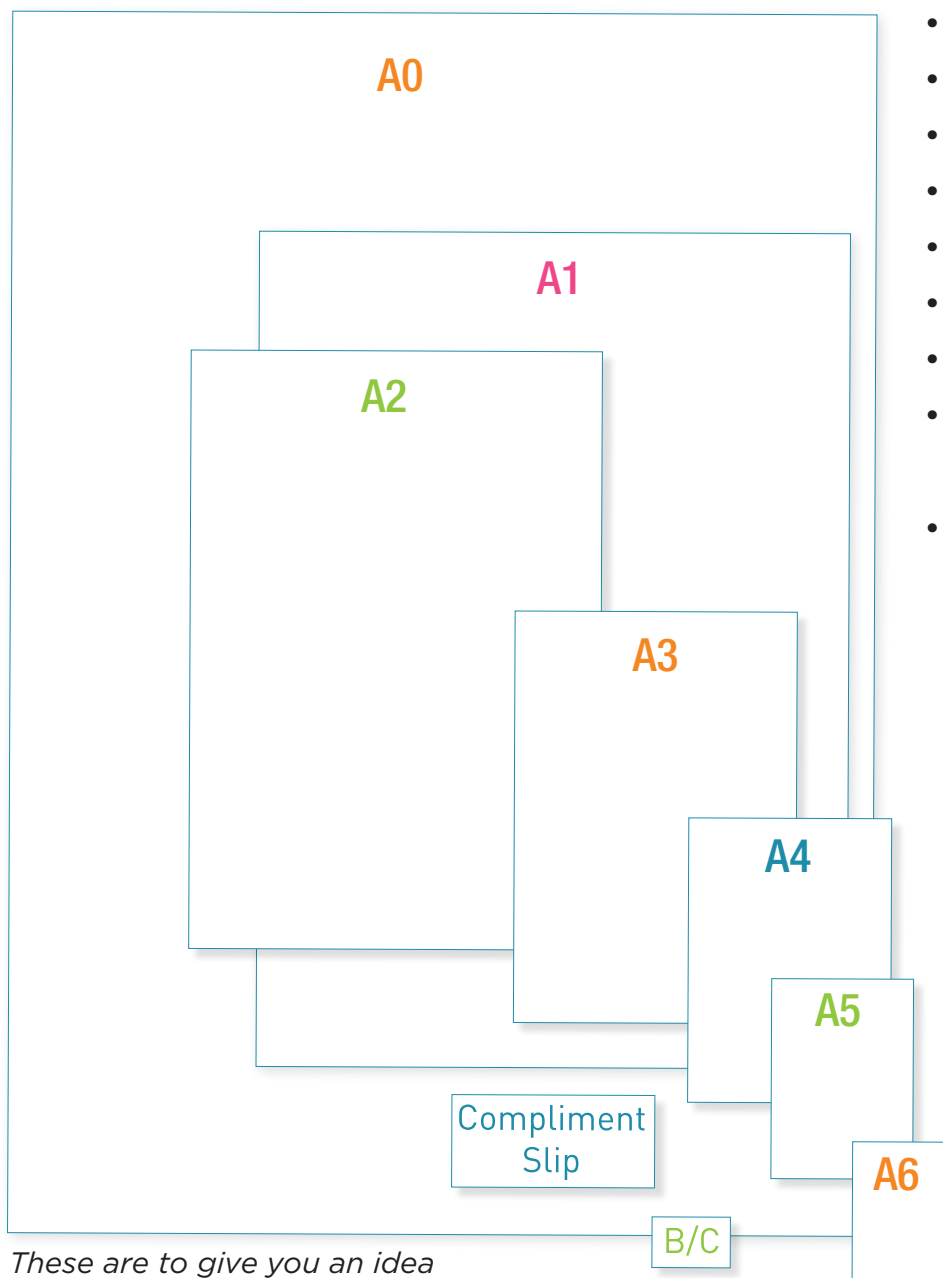 A0
A1
A2
A3
A4
A5
Compliment
Slip
A6
B/C
These are to give you an idea